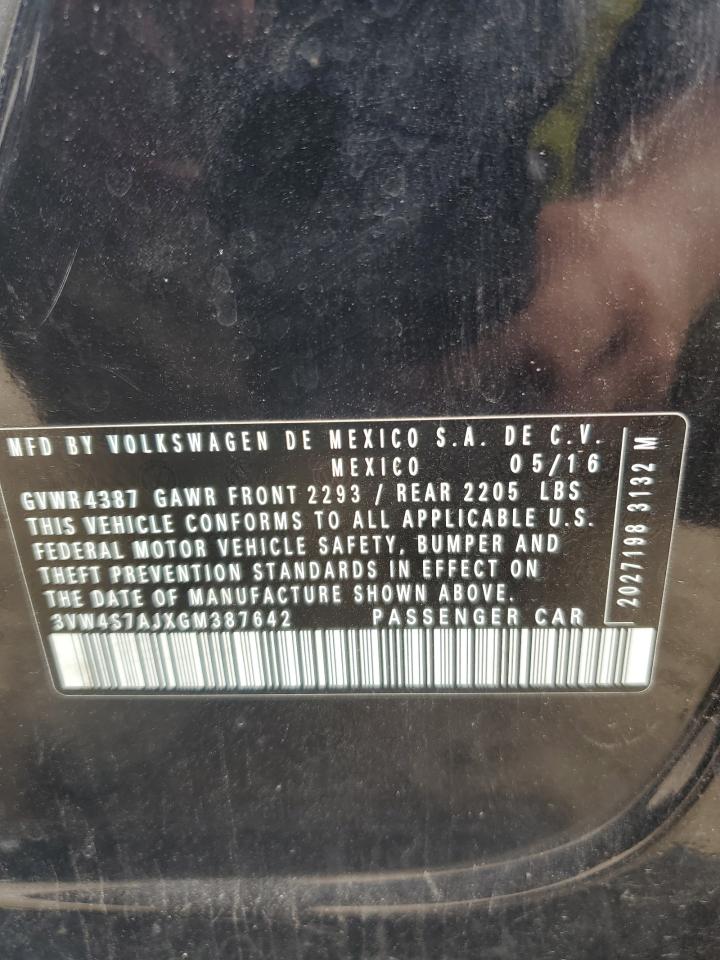 MFD BY VOLKSWAGEN DE MEXICO S.A. DE C.V.
MEXICO 05/16
GVWR 4387 GAWR FRONT 2293 / REAR 2205 LBS
THIS VEHICLE CONFORMS TO ALL APPLICABLE U.S.
FEDERAL MOTOR VEHICLE SAFETY, BUMPER AND
THEFT PREVENTION STANDARDS IN EFFECT ON
THE DATE OF MANUFACTURE SHOWN ABOVE.
3VW4S7AJXGM387642 PASSENGER CAR
2027198 3132 M